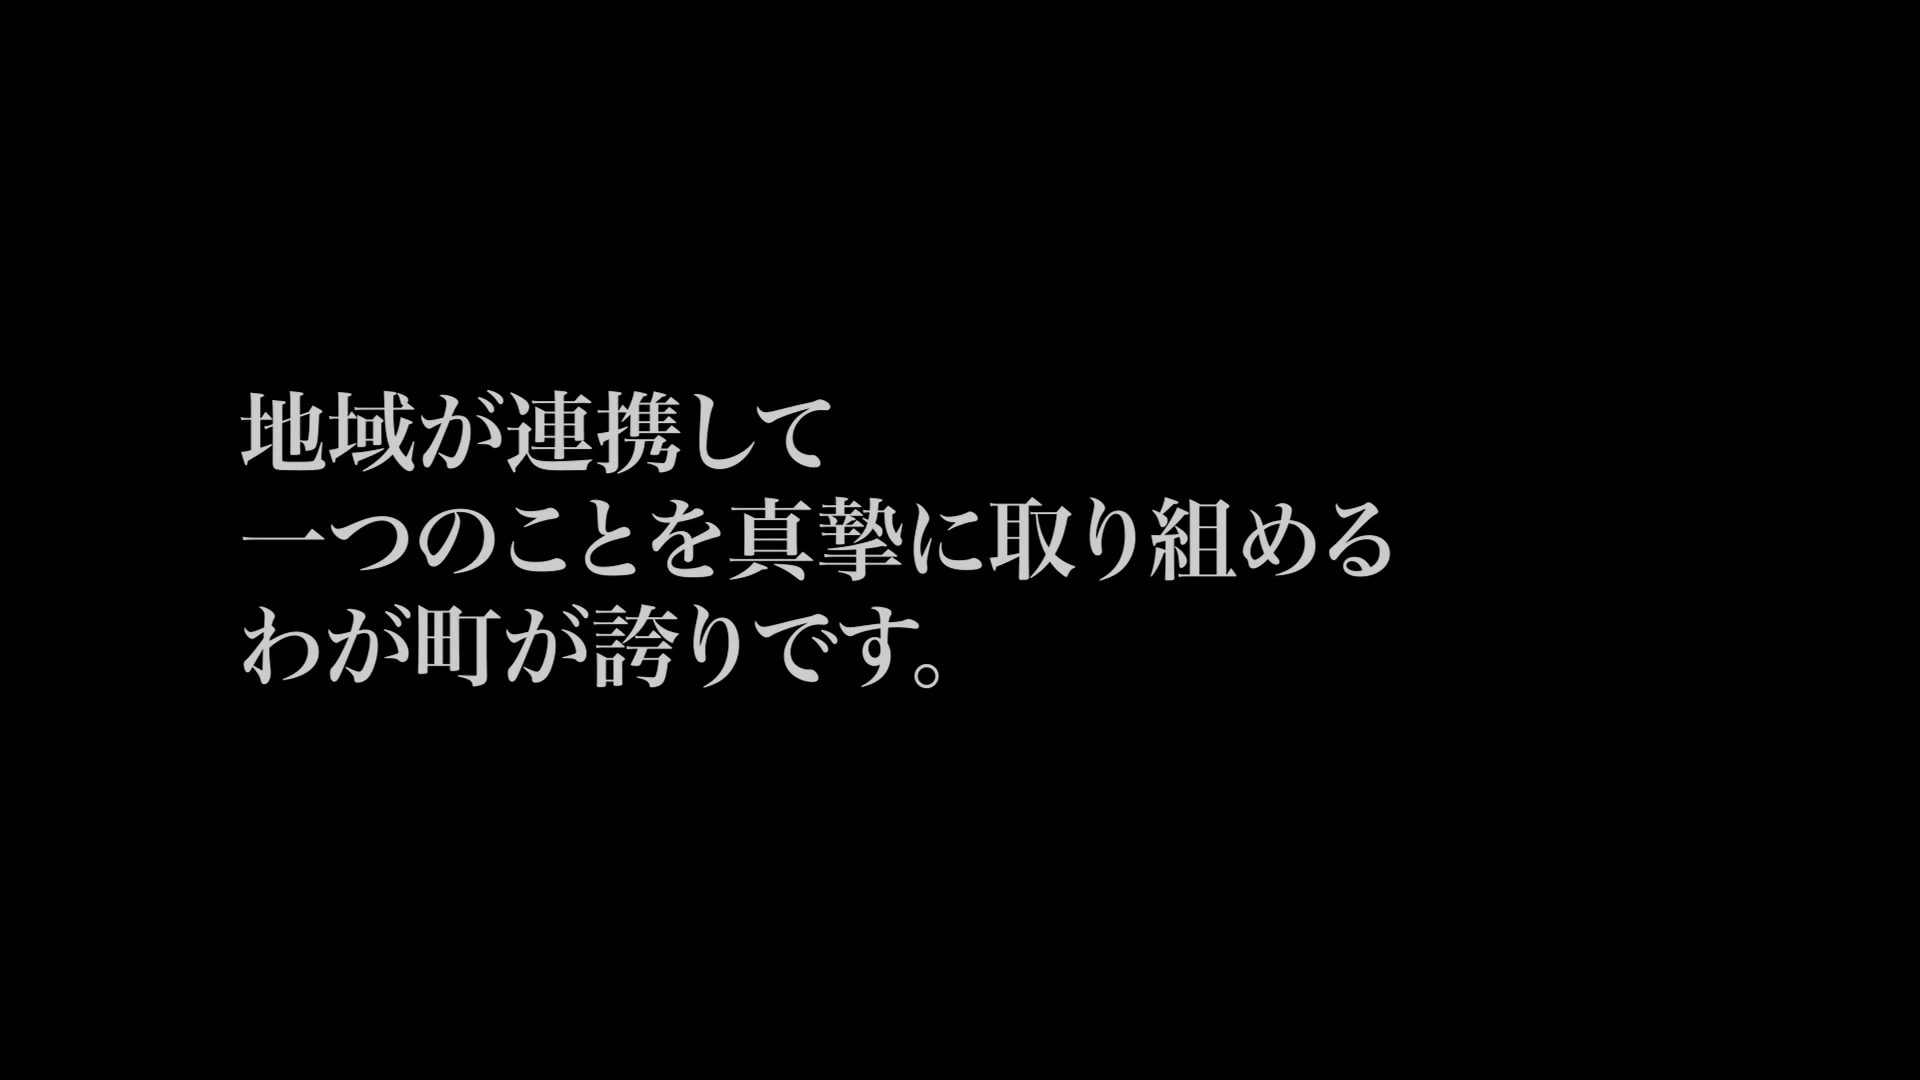 地域が連携して
一つのことを真摯に取り組める
わが町が誇りです。